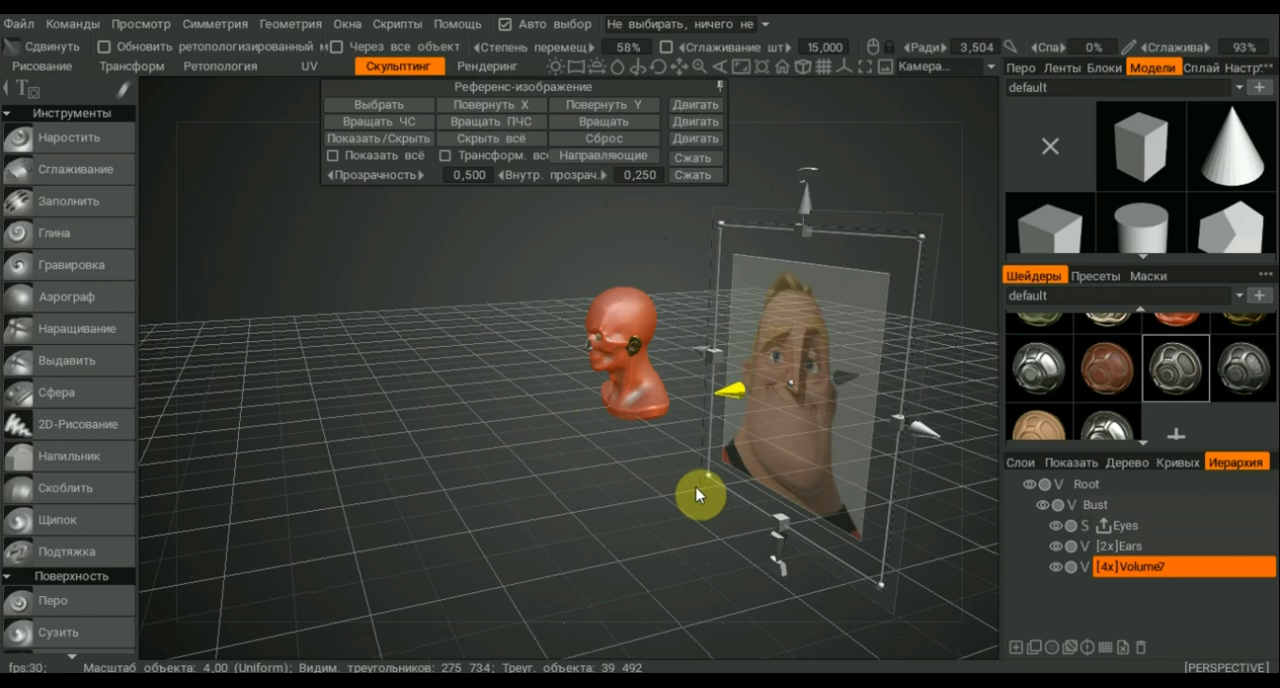 Файл Команды Просмотр Симметрия Геометрия Окна Скрипты Помощь Авто выбор Не выбирать, ничего не
Сдвинуть Обновить ретопологизированный м Через все объект Степень перемещ 58% Сглаживание шт 15,000 Ради 3,504 Спа 0% Сглажива 93%
Рисование Трансформ Ретопология UV Скульптинг Рендеринг Камера...
Перо Ленты Блоки Модели Сплай Настр
default
Инструменты
Наростить
Сглаживание
Заполнить
Глина
Гравировка
Аэрограф
Наращивание
Выдавить
Сфера
2D-Рисование
Напильник
Скоблить
Щипок
Подтяжка
Поверхность
Перо
Сузить
Референс-изображение
Выбрать Повернуть X Повернуть Y Двигать
Вращать ЧС Вращать ПЧС Вращать Двигать
Показать/Скрыть Скрыть всё Сброс Двигать
Показать всё Трансформ. всс Направляющие Сжать
Прозрачность 0,500 Внутр. прозрач. 0,250 Сжать
Шейдеры Пресеты Маски
default
Слои Показать Дерево Кривых Иерархия
V Root
V Bust
S Eyes
V [2x]Ears
V [4x]Volume7
fps:30; Масштаб объекта: 4,00 (Uniform); Видим. треугольников: 275 734; Треуг. объекта: 39 492
[PERSPECTIVE]